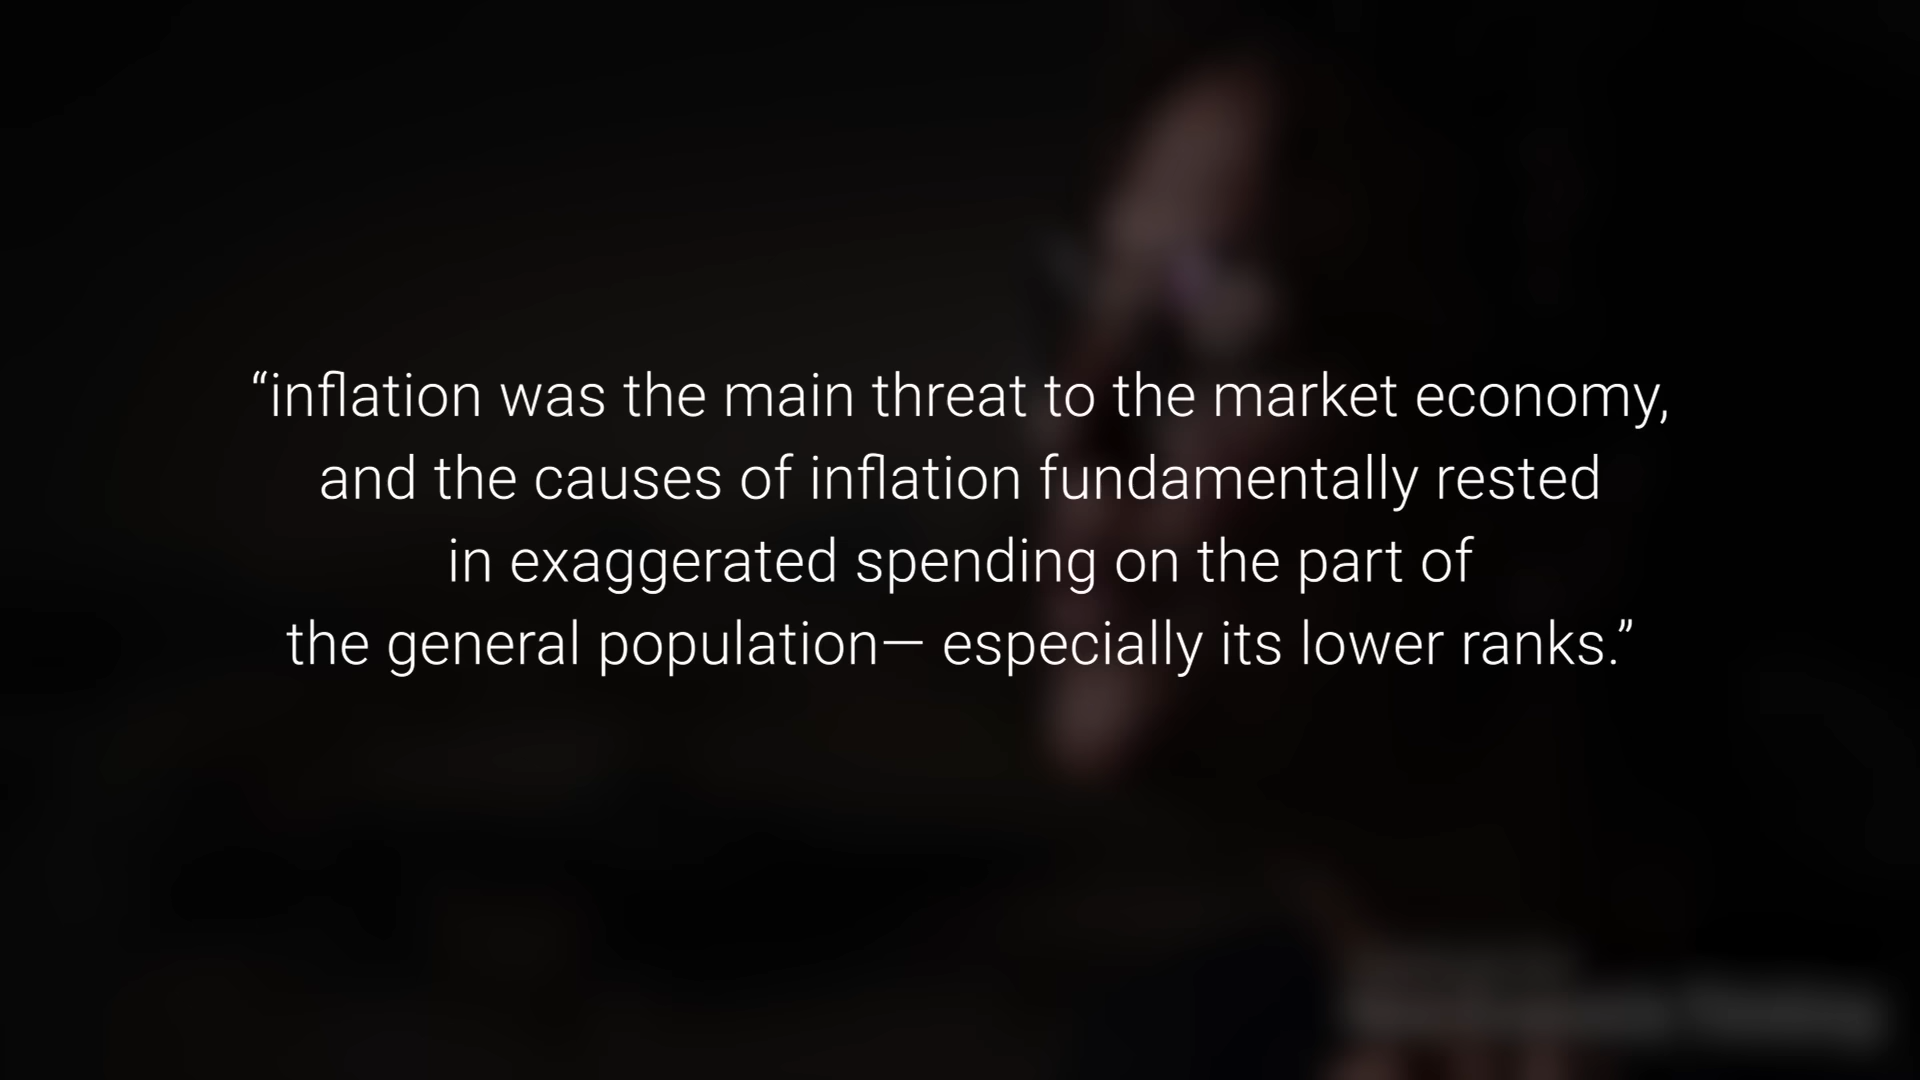 “inflation was the main threat to the market economy,
and the causes of inflation fundamentally rested
in exaggerated spending on the part of
the general population— especially its lower ranks.”